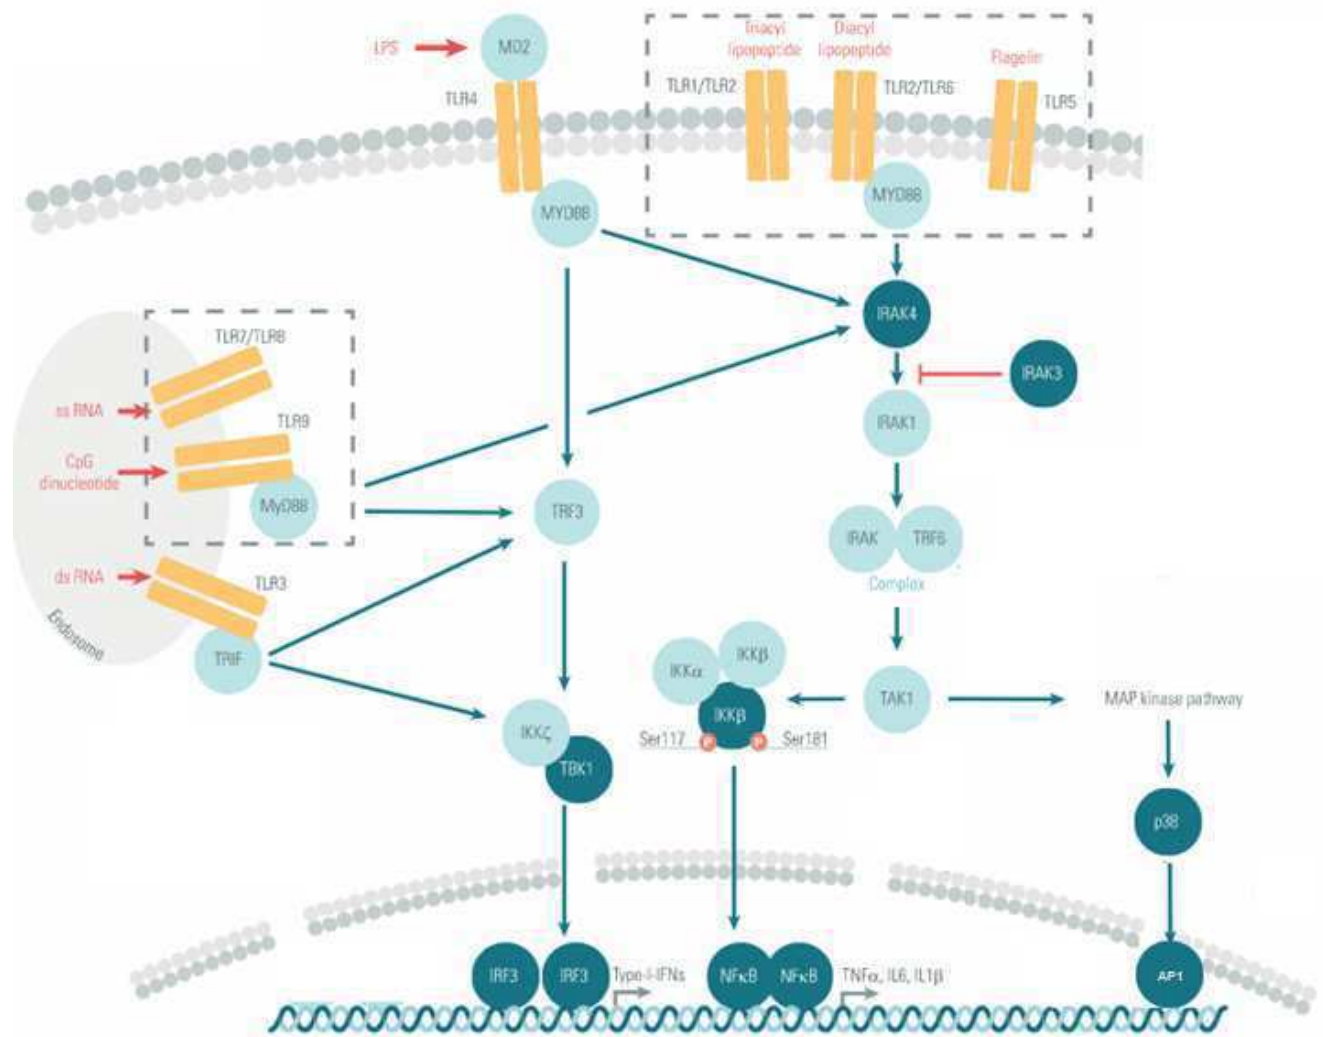 LPS
MD2
TLR4
MYD88
Triacyl
lipopeptide
Diacyl
lipopeptide
Flagelin
TLR1/TLR2
TLR2/TLR6
TLR5
MYD88
IRAK4
IRAK3
IRAK1
TLR7/TLR8
ss RNA
TLR9
CpG
dinucleotide
MyD88
TRF3
ds RNA
TLR3
Endosome
TRIF
IRAK
TRF6
Complex
IKKα
IKKβ
IKKβ
Ser117
P
P
Ser181
TAK1
MAP kinase pathway
IKKζ
TBK1
p38
IRF3
IRF3
Type-I-IFNs
NFκB
NFκB
TNFα, IL6, IL1β
AP1